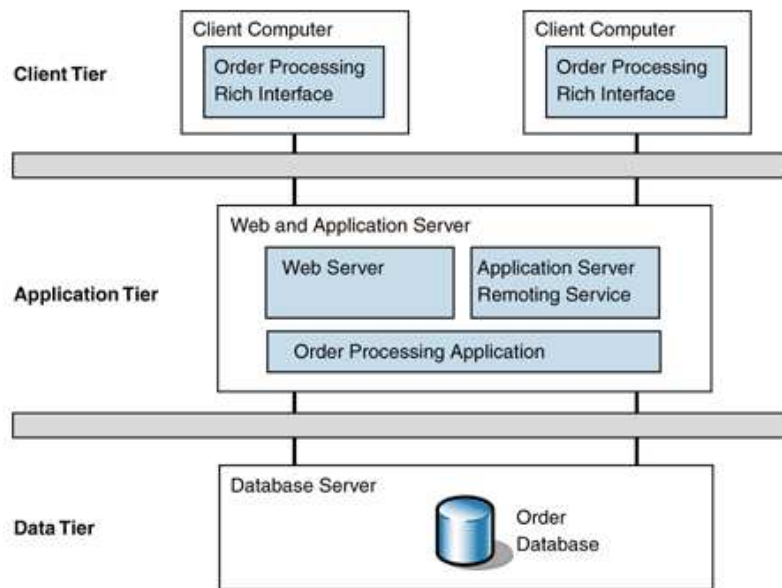 Client Computer
Client Computer
Client Tier
Order Processing
Rich Interface
Order Processing
Rich Interface
Web and Application Server
Web Server
Application Server
Remoting Service
Application Tier
Order Processing Application
Database Server
Order
Database
Data Tier